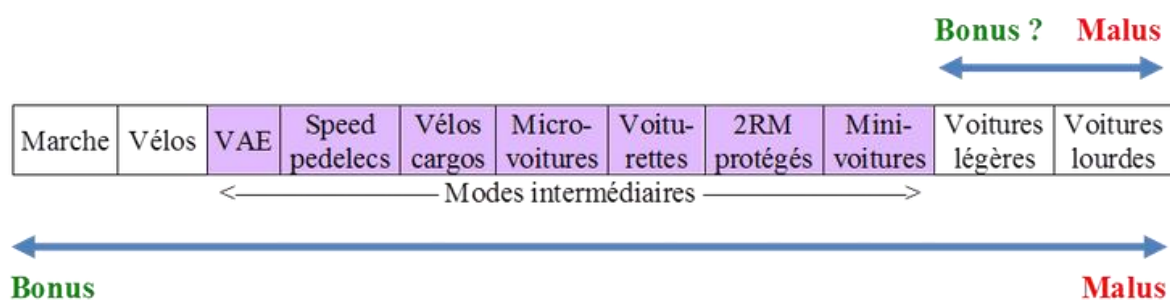 Bonus ? Malus
Marche Vélos VAE Speed pedelecs Vélos cargos Micro-voitures Voitu-rettes 2RM protégés Mini-voitures Voitures légères Voitures lourdes
<—— Modes intermédiaires ——>
Bonus Malus